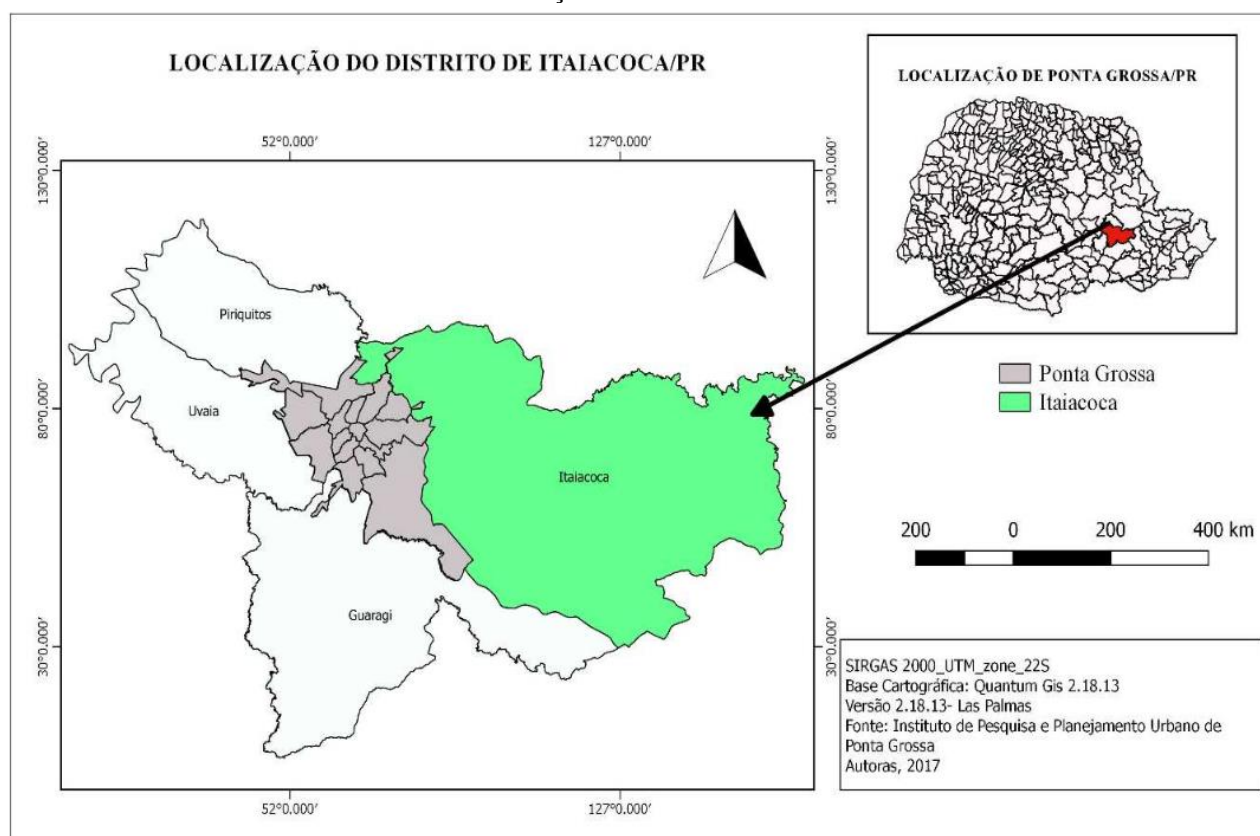 LOCALIZAÇÃO DO DISTRITO DE ITAIACOCA/PR
52°0.000'
127°0.000'
130°0.000'
130°0.000'
Piriquitos
Uvaia
80°0.000'
80°0.000'
Itaiacoca
Guaragi
30°0.000'
30°0.000'
52°0.000'
127°0.000'
LOCALIZAÇÃO DE PONTA GROSSA/PR
Ponta Grossa
Itaiacoca
200 0 200 400 km
SIRGAS 2000_UTM_zone_22S
Base Cartográfica: Quantum Gis 2.18.13
Versão 2.18.13- Las Palmas
Fonte: Instituto de Pesquisa e Planejamento Urbano de
Ponta Grossa
Autoras, 2017